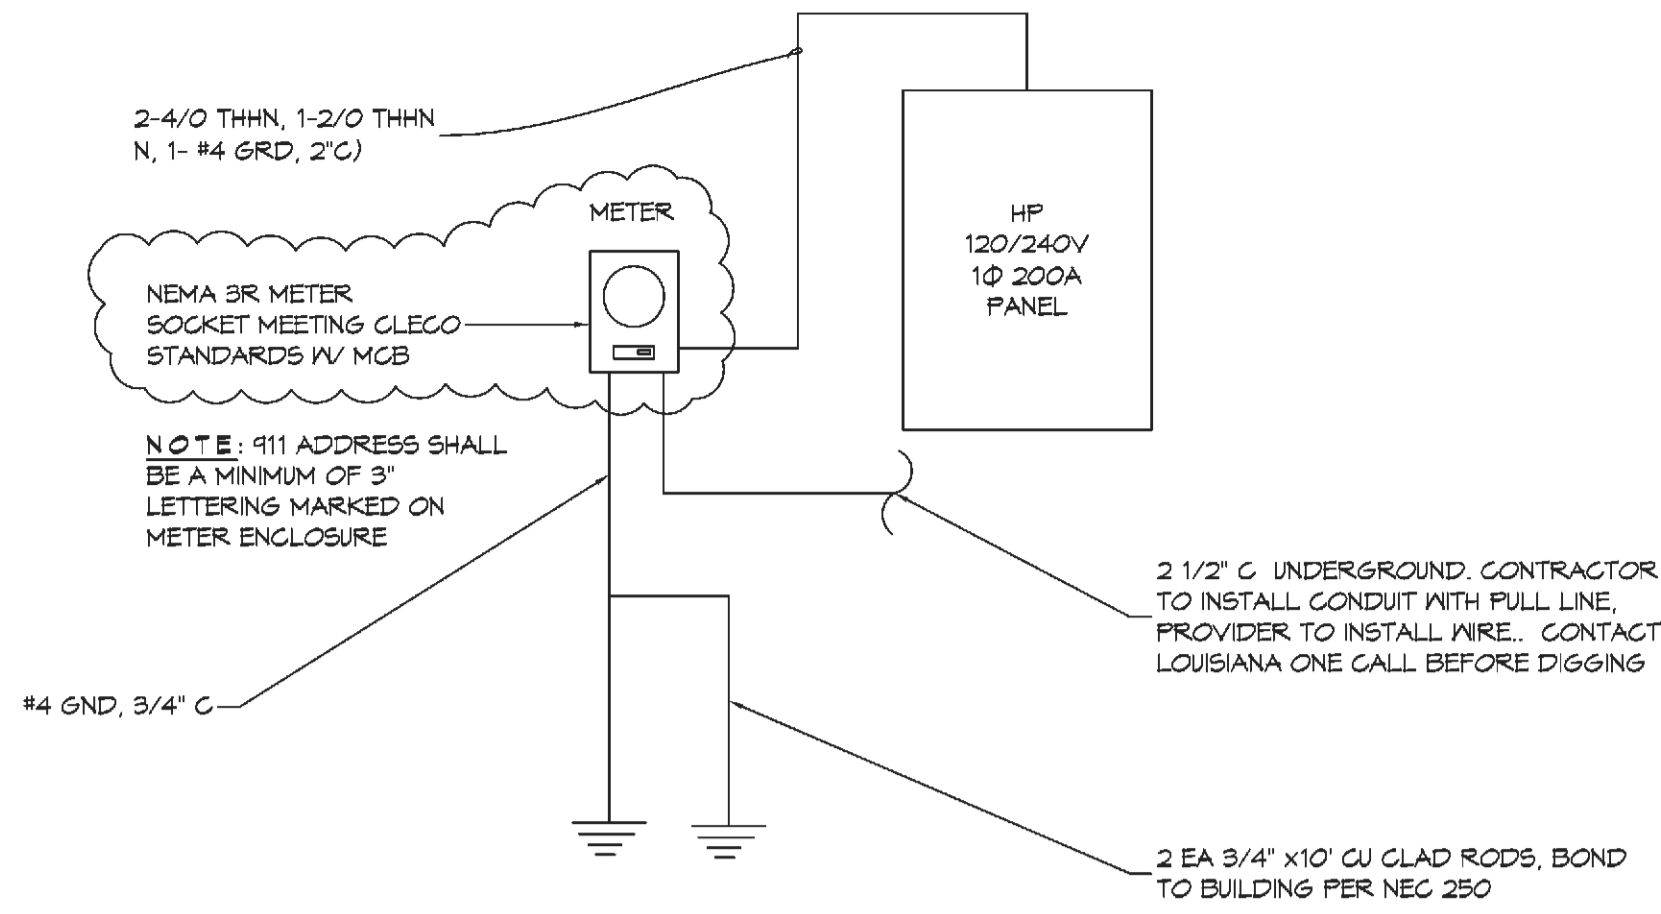 2-4/0 THHN, 1-2/0 THHN
N, 1- #4 GRD, 2"C)
METER
NEMA 3R METER
SOCKET MEETING CLECO
STANDARDS W/ MCB
HP
120/240V
1Φ 200A
PANEL
NOTE: 911 ADDRESS SHALL
BE A MINIMUM OF 3"
LETTERING MARKED ON
METER ENCLOSURE
2 1/2" C UNDERGROUND. CONTRACTOR
TO INSTALL CONDUIT WITH PULL LINE,
PROVIDER TO INSTALL WIRE.. CONTACT
LOUISIANA ONE CALL BEFORE DIGGING
#4 GND, 3/4" C
2 EA 3/4" x10' CU CLAD RODS, BOND
TO BUILDING PER NEC 250